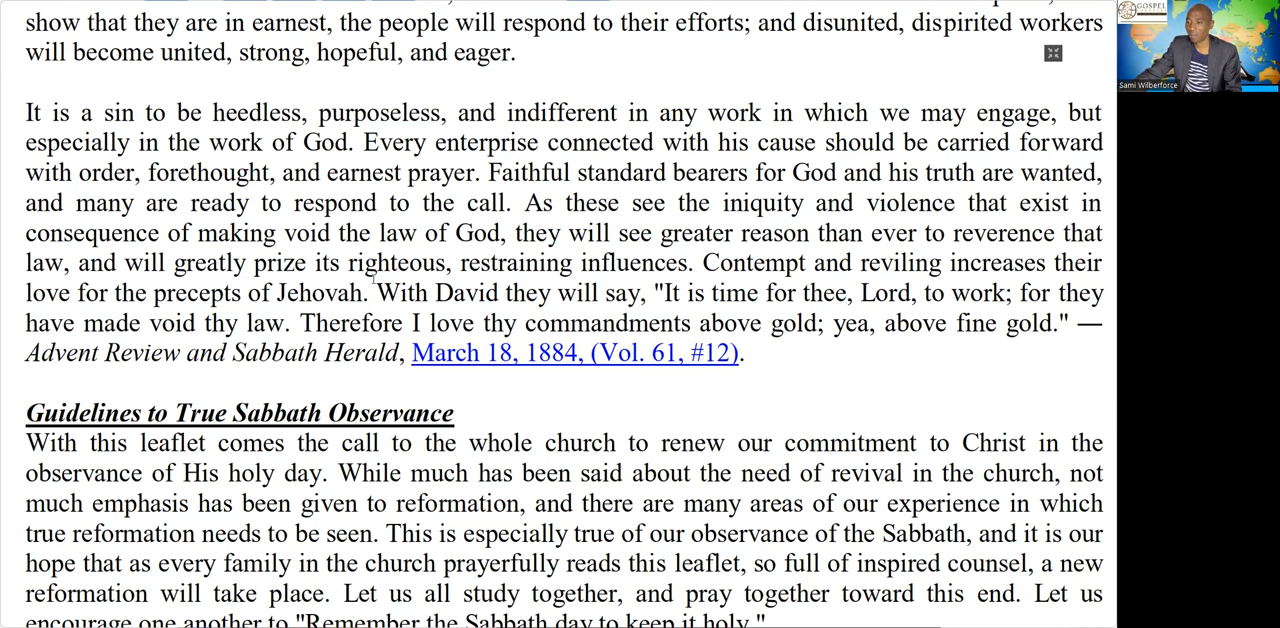 show that they are in earnest, the people will respond to their efforts; and disunited, dispirited workers
will become united, strong, hopeful, and eager.
It is a sin to be heedless, purposeless, and indifferent in any work in which we may engage, but
especially in the work of God. Every enterprise connected with his cause should be carried forward
with order, forethought, and earnest prayer. Faithful standard bearers for God and his truth are wanted,
and many are ready to respond to the call. As these see the iniquity and violence that exist in
consequence of making void the law of God, they will see greater reason than ever to reverence that
law, and will greatly prize its righteous, restraining influences. Contempt and reviling increases their
love for the precepts of Jehovah. With David they will say, "It is time for thee, Lord, to work; for they
have made void thy law. Therefore I love thy commandments above gold; yea, above fine gold." —
Advent Review and Sabbath Herald, March 18, 1884, (Vol. 61, #12).
Guidelines to True Sabbath Observance
With this leaflet comes the call to the whole church to renew our commitment to Christ in the
observance of His holy day. While much has been said about the need of revival in the church, not
much emphasis has been given to reformation, and there are many areas of our experience in which
true reformation needs to be seen. This is especially true of our observance of the Sabbath, and it is our
hope that as every family in the church prayerfully reads this leaflet, so full of inspired counsel, a new
reformation will take place. Let us all study together, and pray together toward this end. Let us
encourage one another to "Remember the Sabbath day to keep it holy."
GOSPEL
Sami Wilberforce